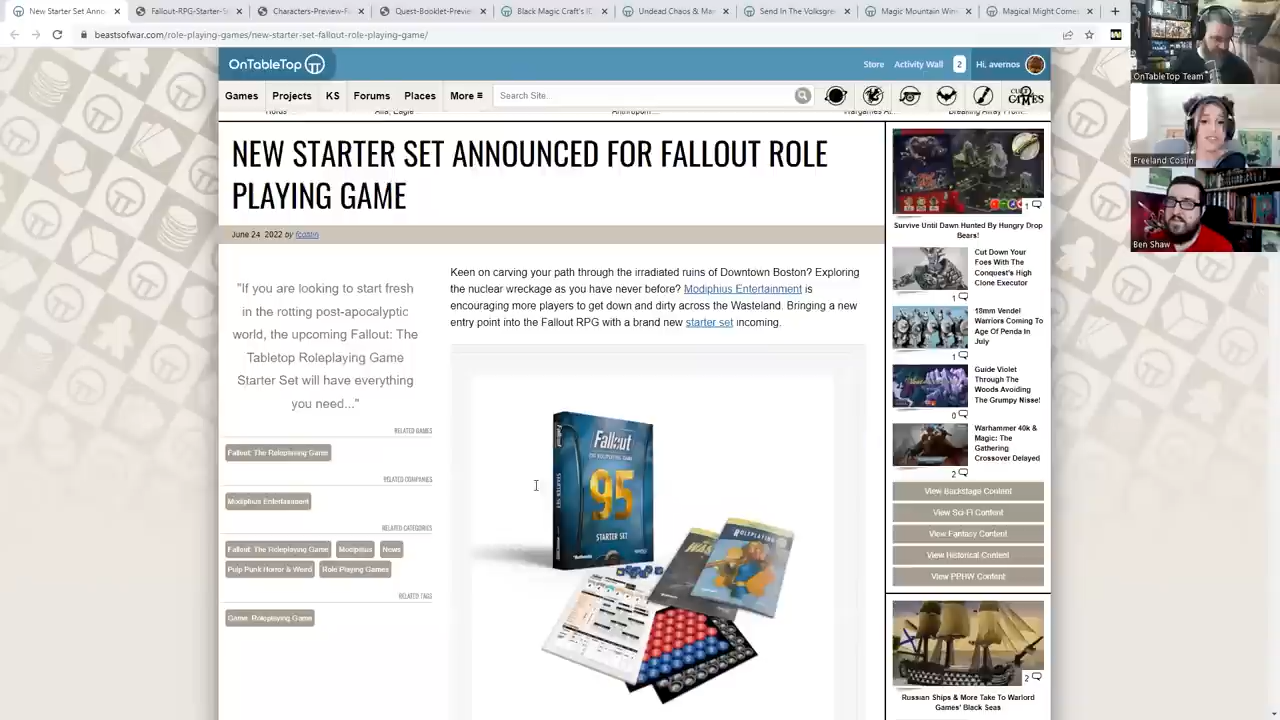 New Starter Set Anno
Fallout-RPG-Starter-S
Characters-Preview-F
Quest-Booklet-Previe
Black Magic Craft's
Undead Chaos & Ma
Send In The Volksgre
Magic Mountain Win
Magical Might Come
beastsofwar.com/role-playing-games/new-starter-set-fallout-role-playing-game/
OnTableTop
Store
Activity Wall
2
Hi, avernos
Games
Projects
KS
Forums
Places
More
Search Site...
GAMES
NEW STARTER SET ANNOUNCED FOR FALLOUT ROLE
PLAYING GAME
June 24, 2022 by fcostin
"If you are looking to start fresh
in the rotting post-apocalyptic
world, the upcoming Fallout: The
Tabletop Roleplaying Game
Starter Set will have everything
you need..."
RELATED GAMES
Fallout: The Roleplaying Game
RELATED COMPANIES
Modiphius Entertainment
RELATED CATEGORIES
Fallout: The Roleplaying Game
Modiphius
News
Pulp Punk Horror & Weird
Role Playing Games
RELATED TAGS
Game: Roleplaying Game
Keen on carving your path through the irradiated ruins of Downtown Boston? Exploring
the nuclear wreckage as you have never before? Modiphius Entertainment is
encouraging more players to get down and dirty across the Wasteland. Bringing a new
entry point into the Fallout RPG with a brand new starter set incoming.
Fallout
THE ROLEPLAYING GAME
95
STARTER SET
1
Survive Until Dawn Hunted By Hungry Drop
Bears!
Cut Down Your
Foes With The
Conquest's High
Clone Executor
1
18mm Vendel
Warriors Coming To
Age Of Penda In
July
1
Guide Violet
Through The
Woods Avoiding
The Grumpy Nisse!
0
Warhammer 40k &
Magic: The
Gathering
Crossover Delayed
2
View Backstage Content
View Sci-Fi Content
View Fantasy Content
View Historical Content
View PPHW Content
2
Russian Ships & More Take To Warlord
Games' Black Seas
OnTableTop Team
Freeland Costin
Ben Shaw